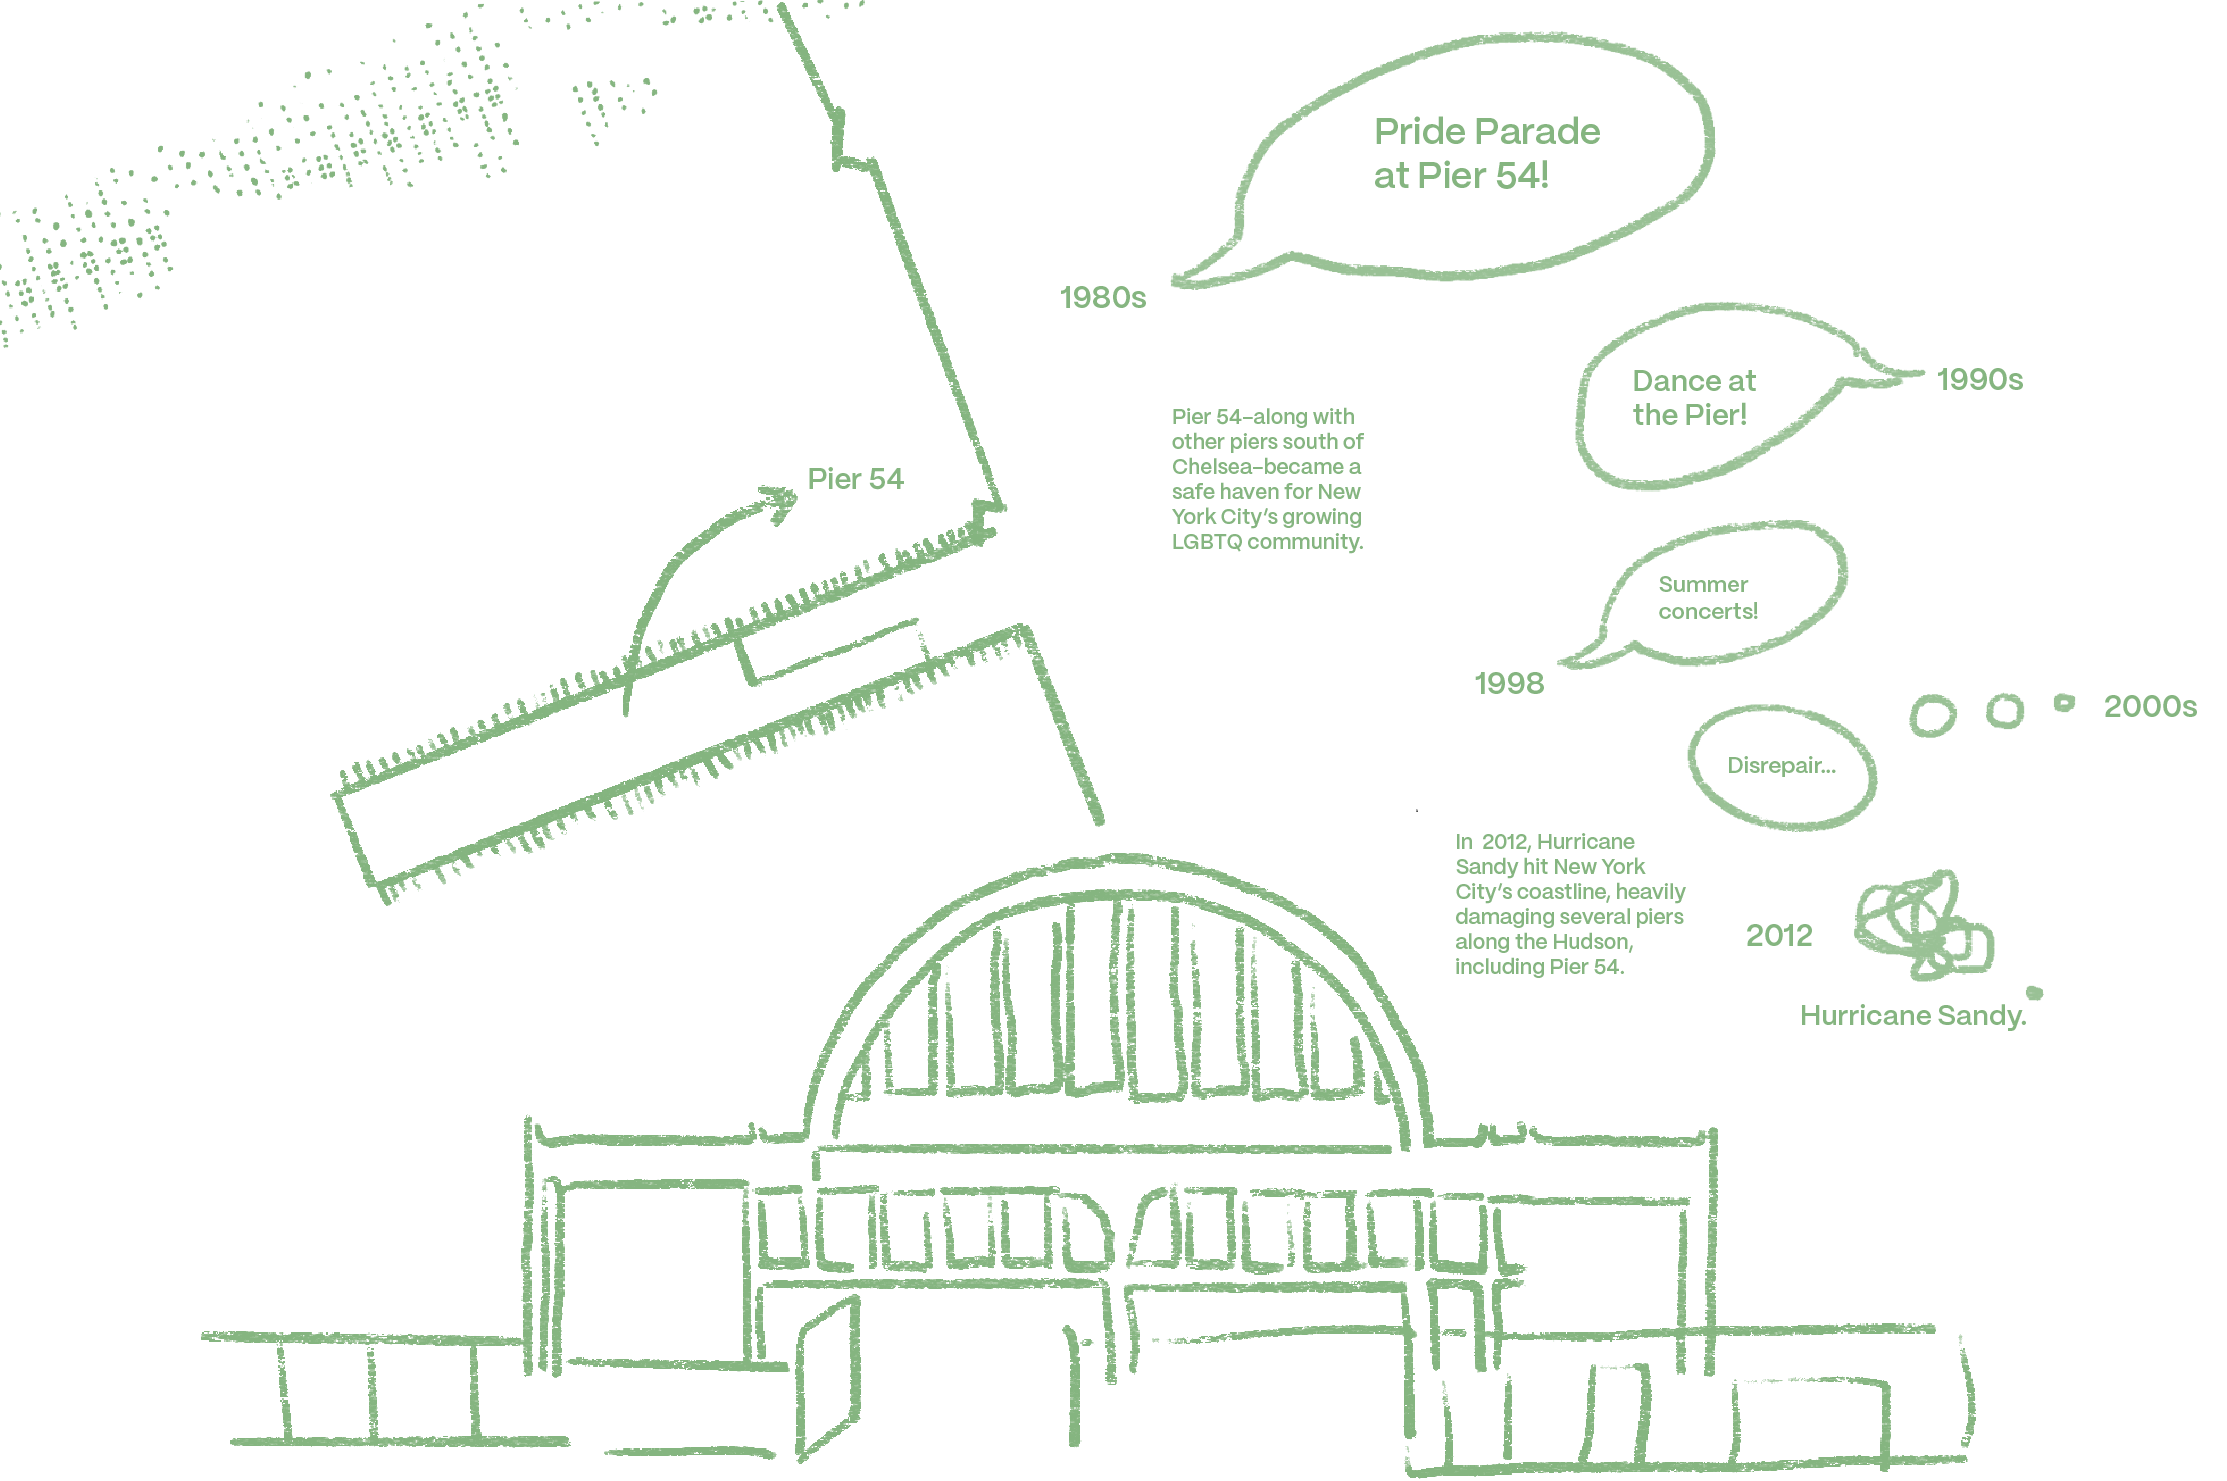 Pride Parade
at Pier 54!
1980s
Dance at
the Pier!
1990s
Pier 54–along with
other piers south of
Chelsea–became a
safe haven for New
York City's growing
LGBTQ community.
Pier 54
Summer
concerts!
1998
2000s
Disrepair...
In 2012, Hurricane
Sandy hit New York
City's coastline, heavily
damaging several piers
along the Hudson,
including Pier 54.
2012
Hurricane Sandy.